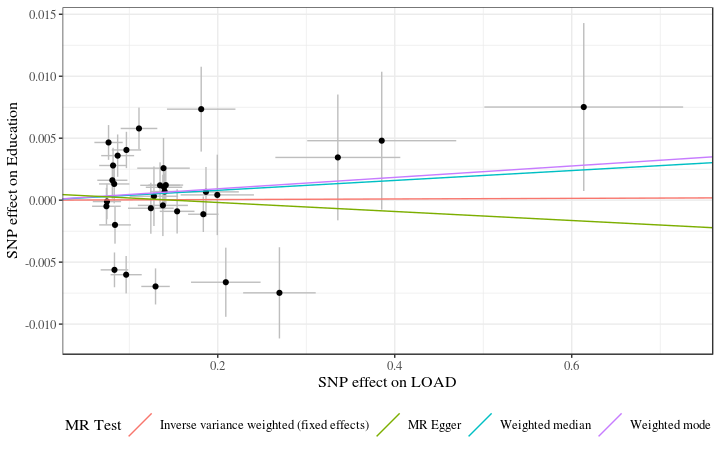 0.015
0.010
0.005
0.000
-0.005
-0.010
SNP effect on Education
0.2 0.4 0.6
SNP effect on LOAD
MR Test Inverse variance weighted (fixed effects) MR Egger Weighted median Weighted mode